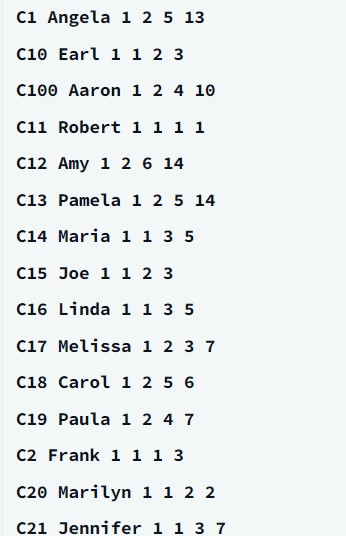 C1 Angela 1 2 5 13
C10 Earl 1 1 2 3
C100 Aaron 1 2 4 10
C11 Robert 1 1 1 1
C12 Amy 1 2 6 14
C13 Pamela 1 2 5 14
C14 Maria 1 1 3 5
C15 Joe 1 1 2 3
C16 Linda 1 1 3 5
C17 Melissa 1 2 3 7
C18 Carol 1 2 5 6
C19 Paula 1 2 4 7
C2 Frank 1 1 1 3
C20 Marilyn 1 1 2 2
C21 Jennifer 1 1 3 7